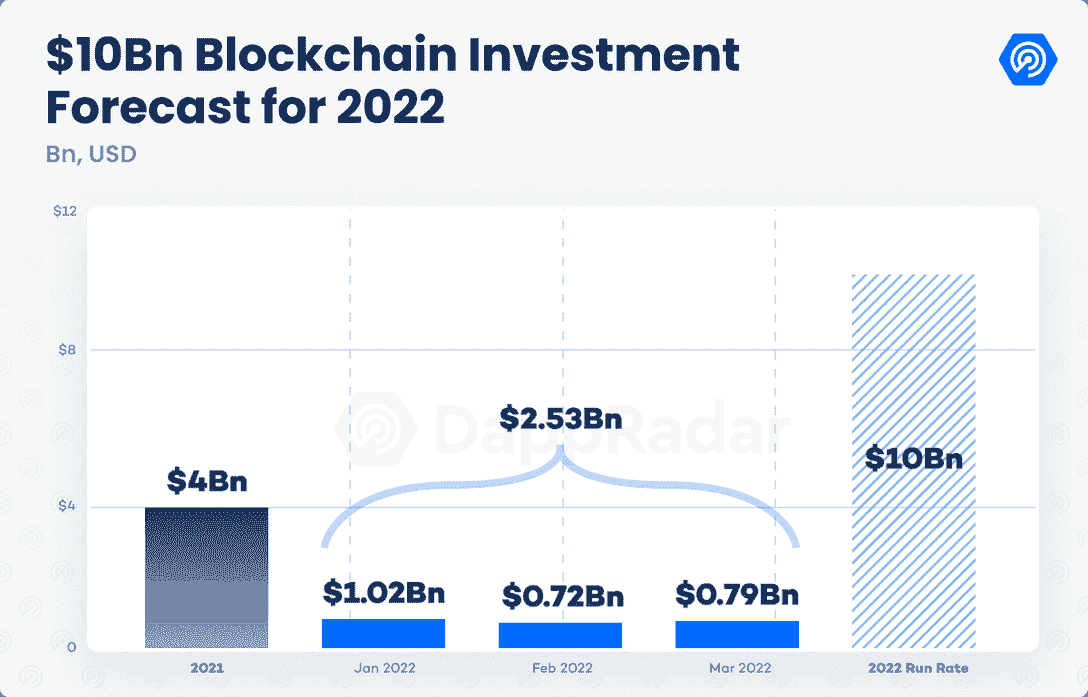 $10Bn Blockchain Investment
Forecast for 2022
Bn, USD
$12
$8
$4
0
DappRadar
$2.53Bn
$4Bn
$1.02Bn
$0.72Bn
$0.79Bn
$10Bn
2021
Jan 2022
Feb 2022
Mar 2022
2022 Run Rate